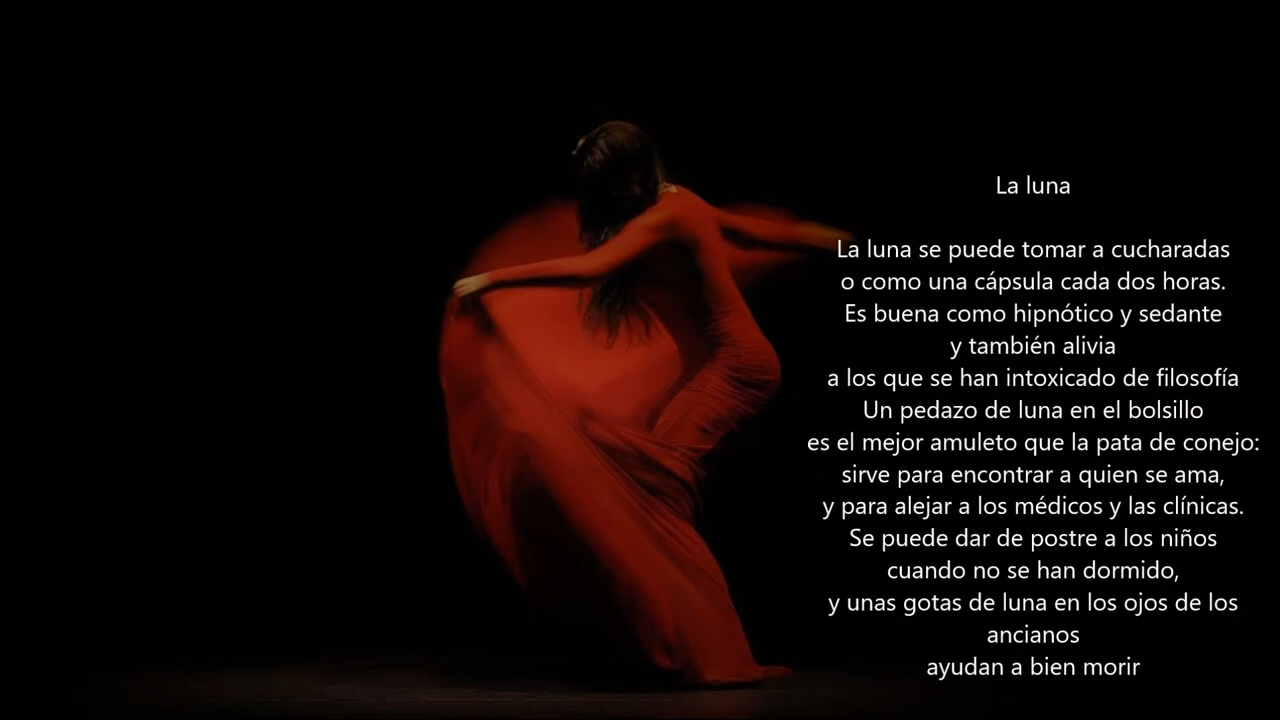 La luna
La luna se puede tomar a cucharadas
o como una cápsula cada dos horas.
Es buena como hipnótico y sedante
y también alivia
a los que se han intoxicado de filosofía
Un pedazo de luna en el bolsillo
es el mejor amuleto que la pata de conejo:
sirve para encontrar a quien se ama,
y para alejar a los médicos y las clínicas.
Se puede dar de postre a los niños
cuando no se han dormido,
y unas gotas de luna en los ojos de los
ancianos
ayudan a bien morir